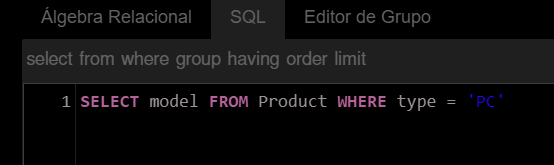 Álgebra Relacional SQL Editor de Grupo
select from where group having order limit
1 SELECT model FROM Product WHERE type = 'PC'